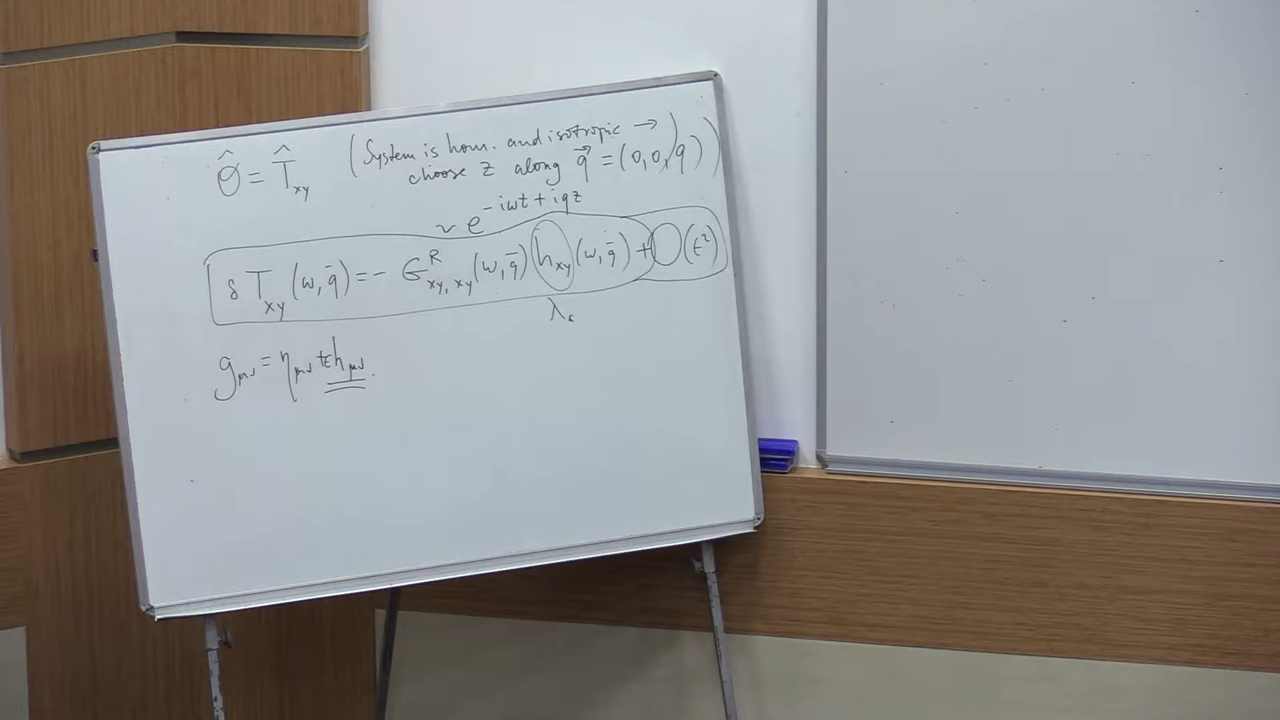 Ô = T̂_xy (System is hom. and isotropic →
choose z along q⃗ = (0,0,q))
~ e^{-iωt + iqz}
δT_xy(ω,q̄) = - G^R_{xy,xy}(ω,q̄) h_xy(ω,q̄) + O(ε²)
g_μν = η_μν + εh_μν.